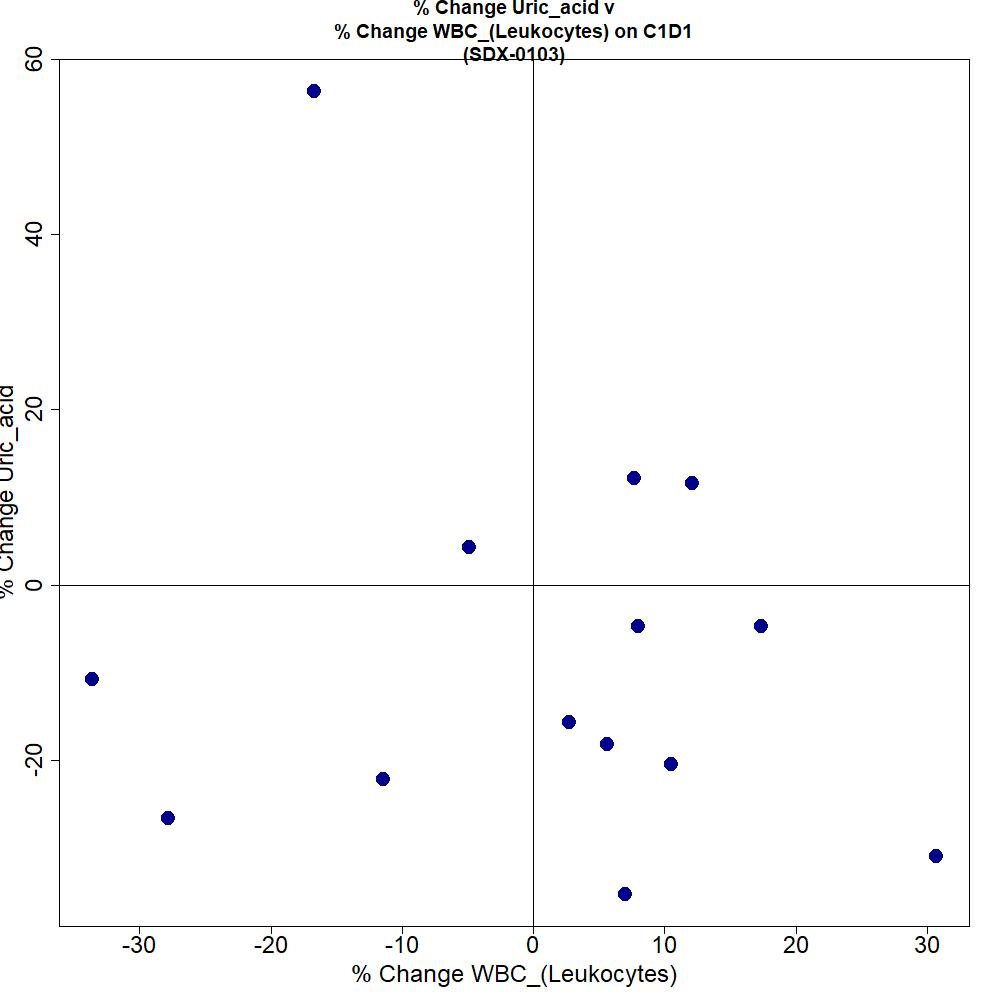 % Change Uric_acid v
% Change WBC_(Leukocytes) on C1D1
(SDX-0103)
60
40
20
0
-20
% Change Uric_acid
-30
-20
-10
0
10
20
30
% Change WBC_(Leukocytes)